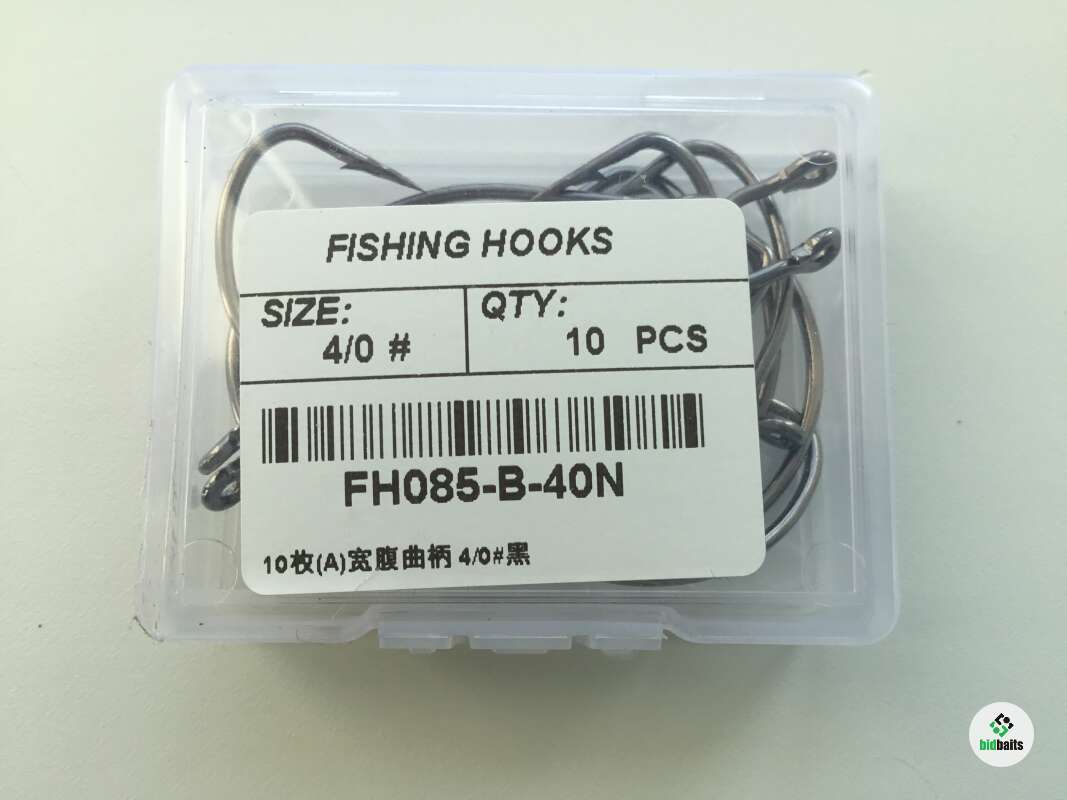 FISHING HOOKS
SIZE:
4/0 #
QTY:
10 PCS
FH085-B-40N
10枚(A)宽腹曲柄 4/0#黑
bidbaits